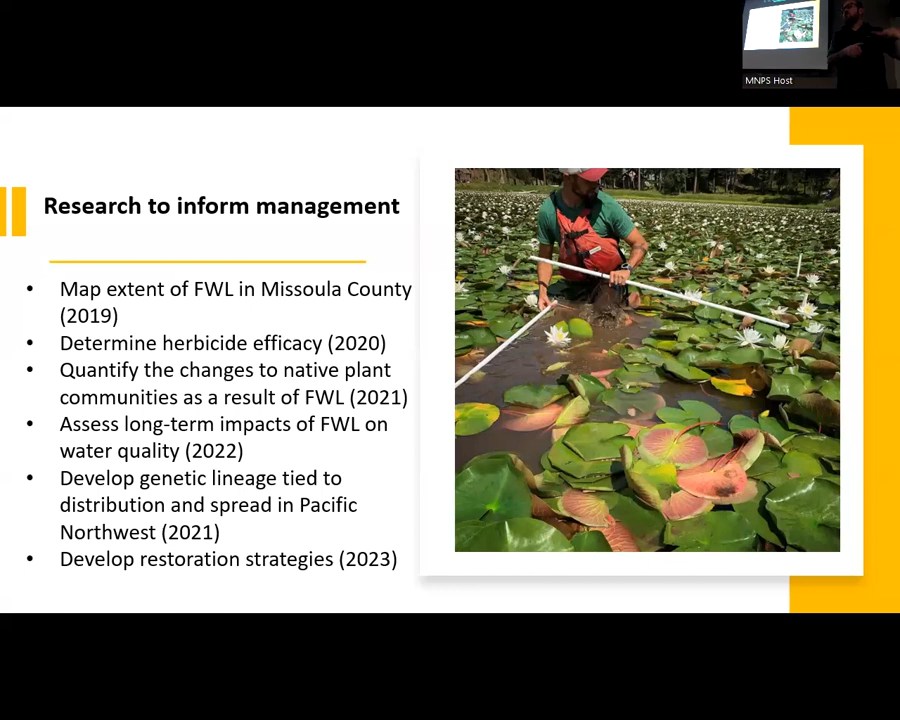 MNPS Host
Research to inform management
• Map extent of FWL in Missoula County
(2019)
• Determine herbicide efficacy (2020)
• Quantify the changes to native plant
communities as a result of FWL (2021)
• Assess long-term impacts of FWL on
water quality (2022)
• Develop genetic lineage tied to
distribution and spread in Pacific
Northwest (2021)
• Develop restoration strategies (2023)